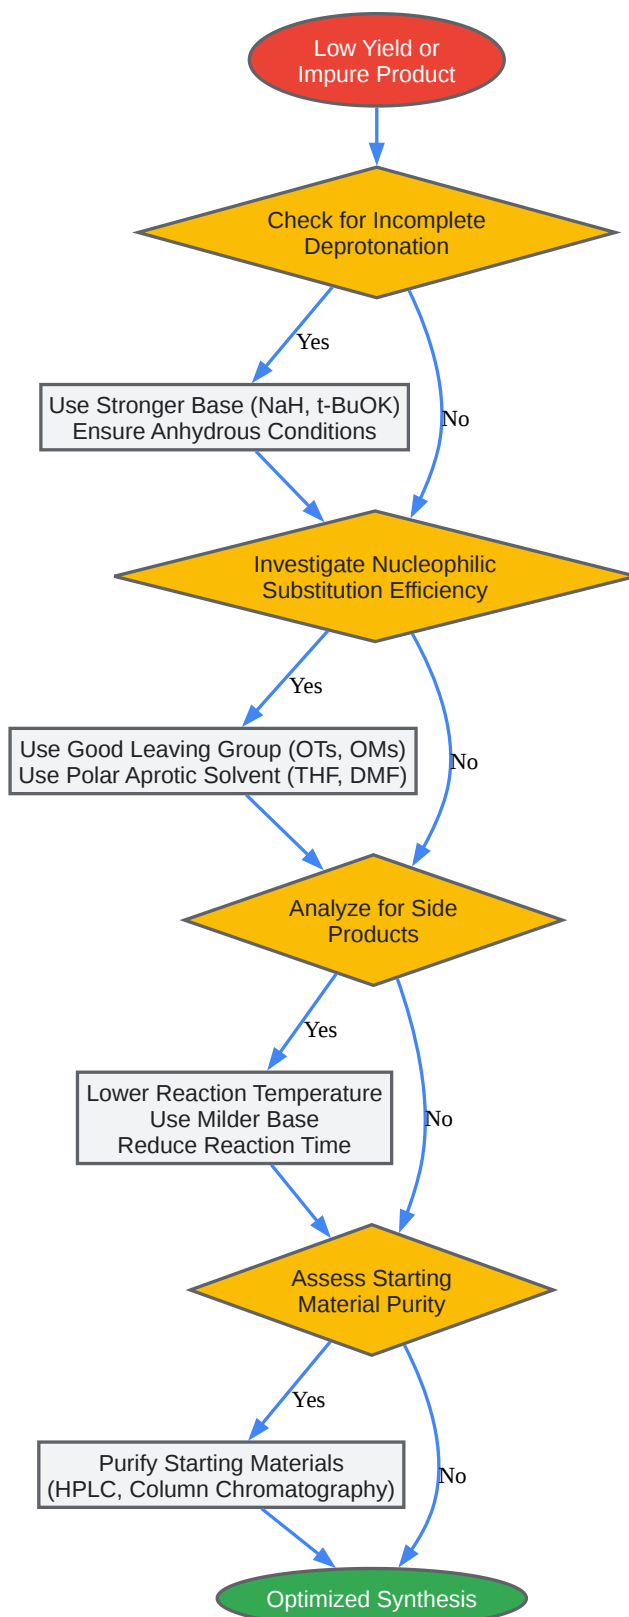 Low Yield or
Impure Product
Check for Incomplete
Deprotonation
Yes
Use Stronger Base (NaH, t-BuOK)
Ensure Anhydrous Conditions
No
Investigate Nucleophilic
Substitution Efficiency
Yes
Use Good Leaving Group (OTs, OMs)
Use Polar Aprotic Solvent (THF, DMF)
No
Analyze for Side
Products
Yes
Lower Reaction Temperature
Use Milder Base
Reduce Reaction Time
No
Assess Starting
Material Purity
Yes
Purify Starting Materials
(HPLC, Column Chromatography)
No
Optimized Synthesis